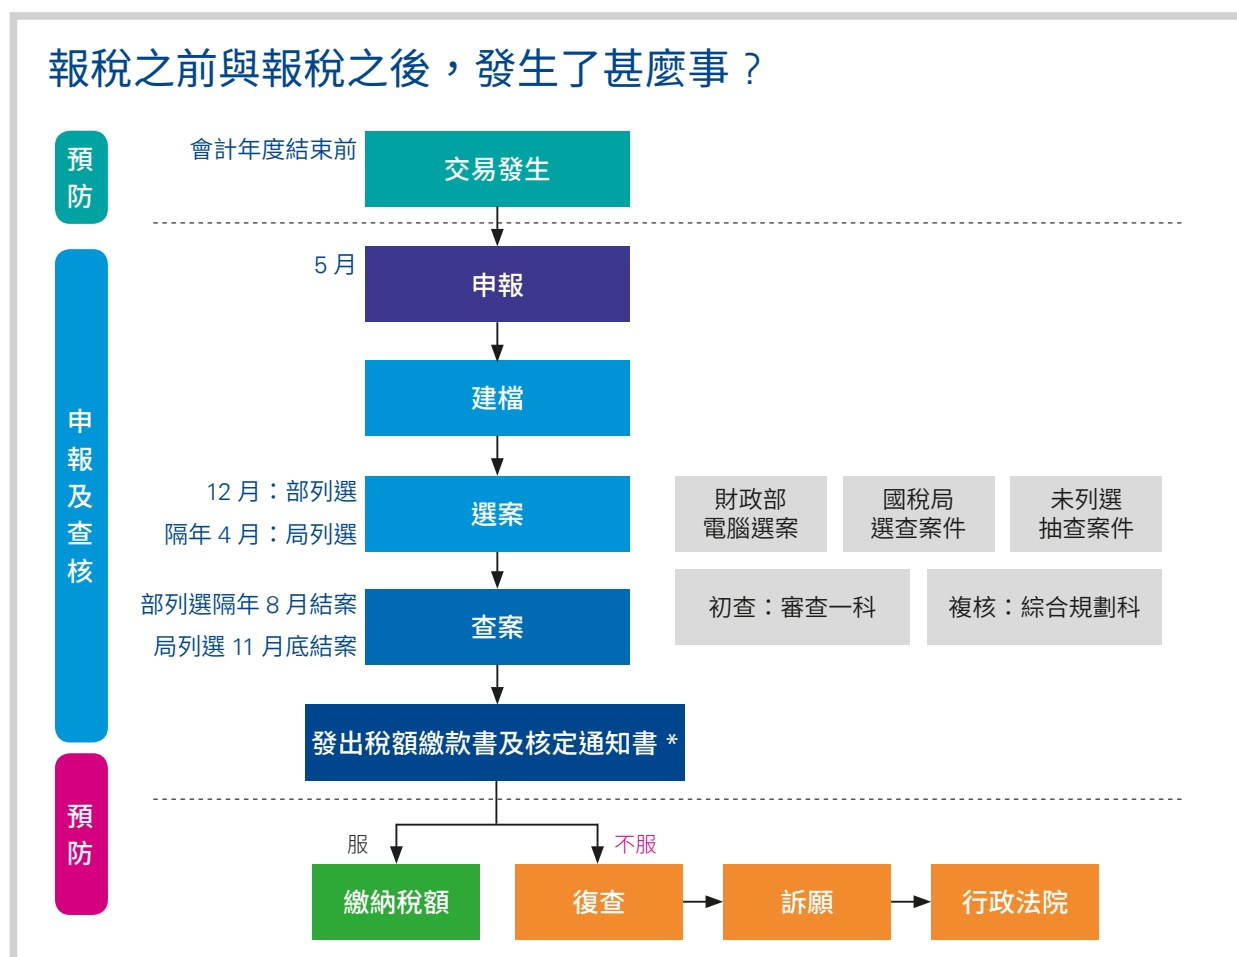 報稅之前與報稅之後，發生了甚麼事？
預防
會計年度結束前
交易發生
申報及查核
5 月
申報
建檔
12 月：部列選
隔年 4 月：局列選
選案
財政部
電腦選案
國稅局
選查案件
未列選
抽查案件
部列選隔年 8 月結案
局列選 11 月底結案
查案
初查：審查一科
複核：綜合規劃科
發出稅額繳款書及核定通知書 *
預防
服
不服
繳納稅額
復查
訴願
行政法院